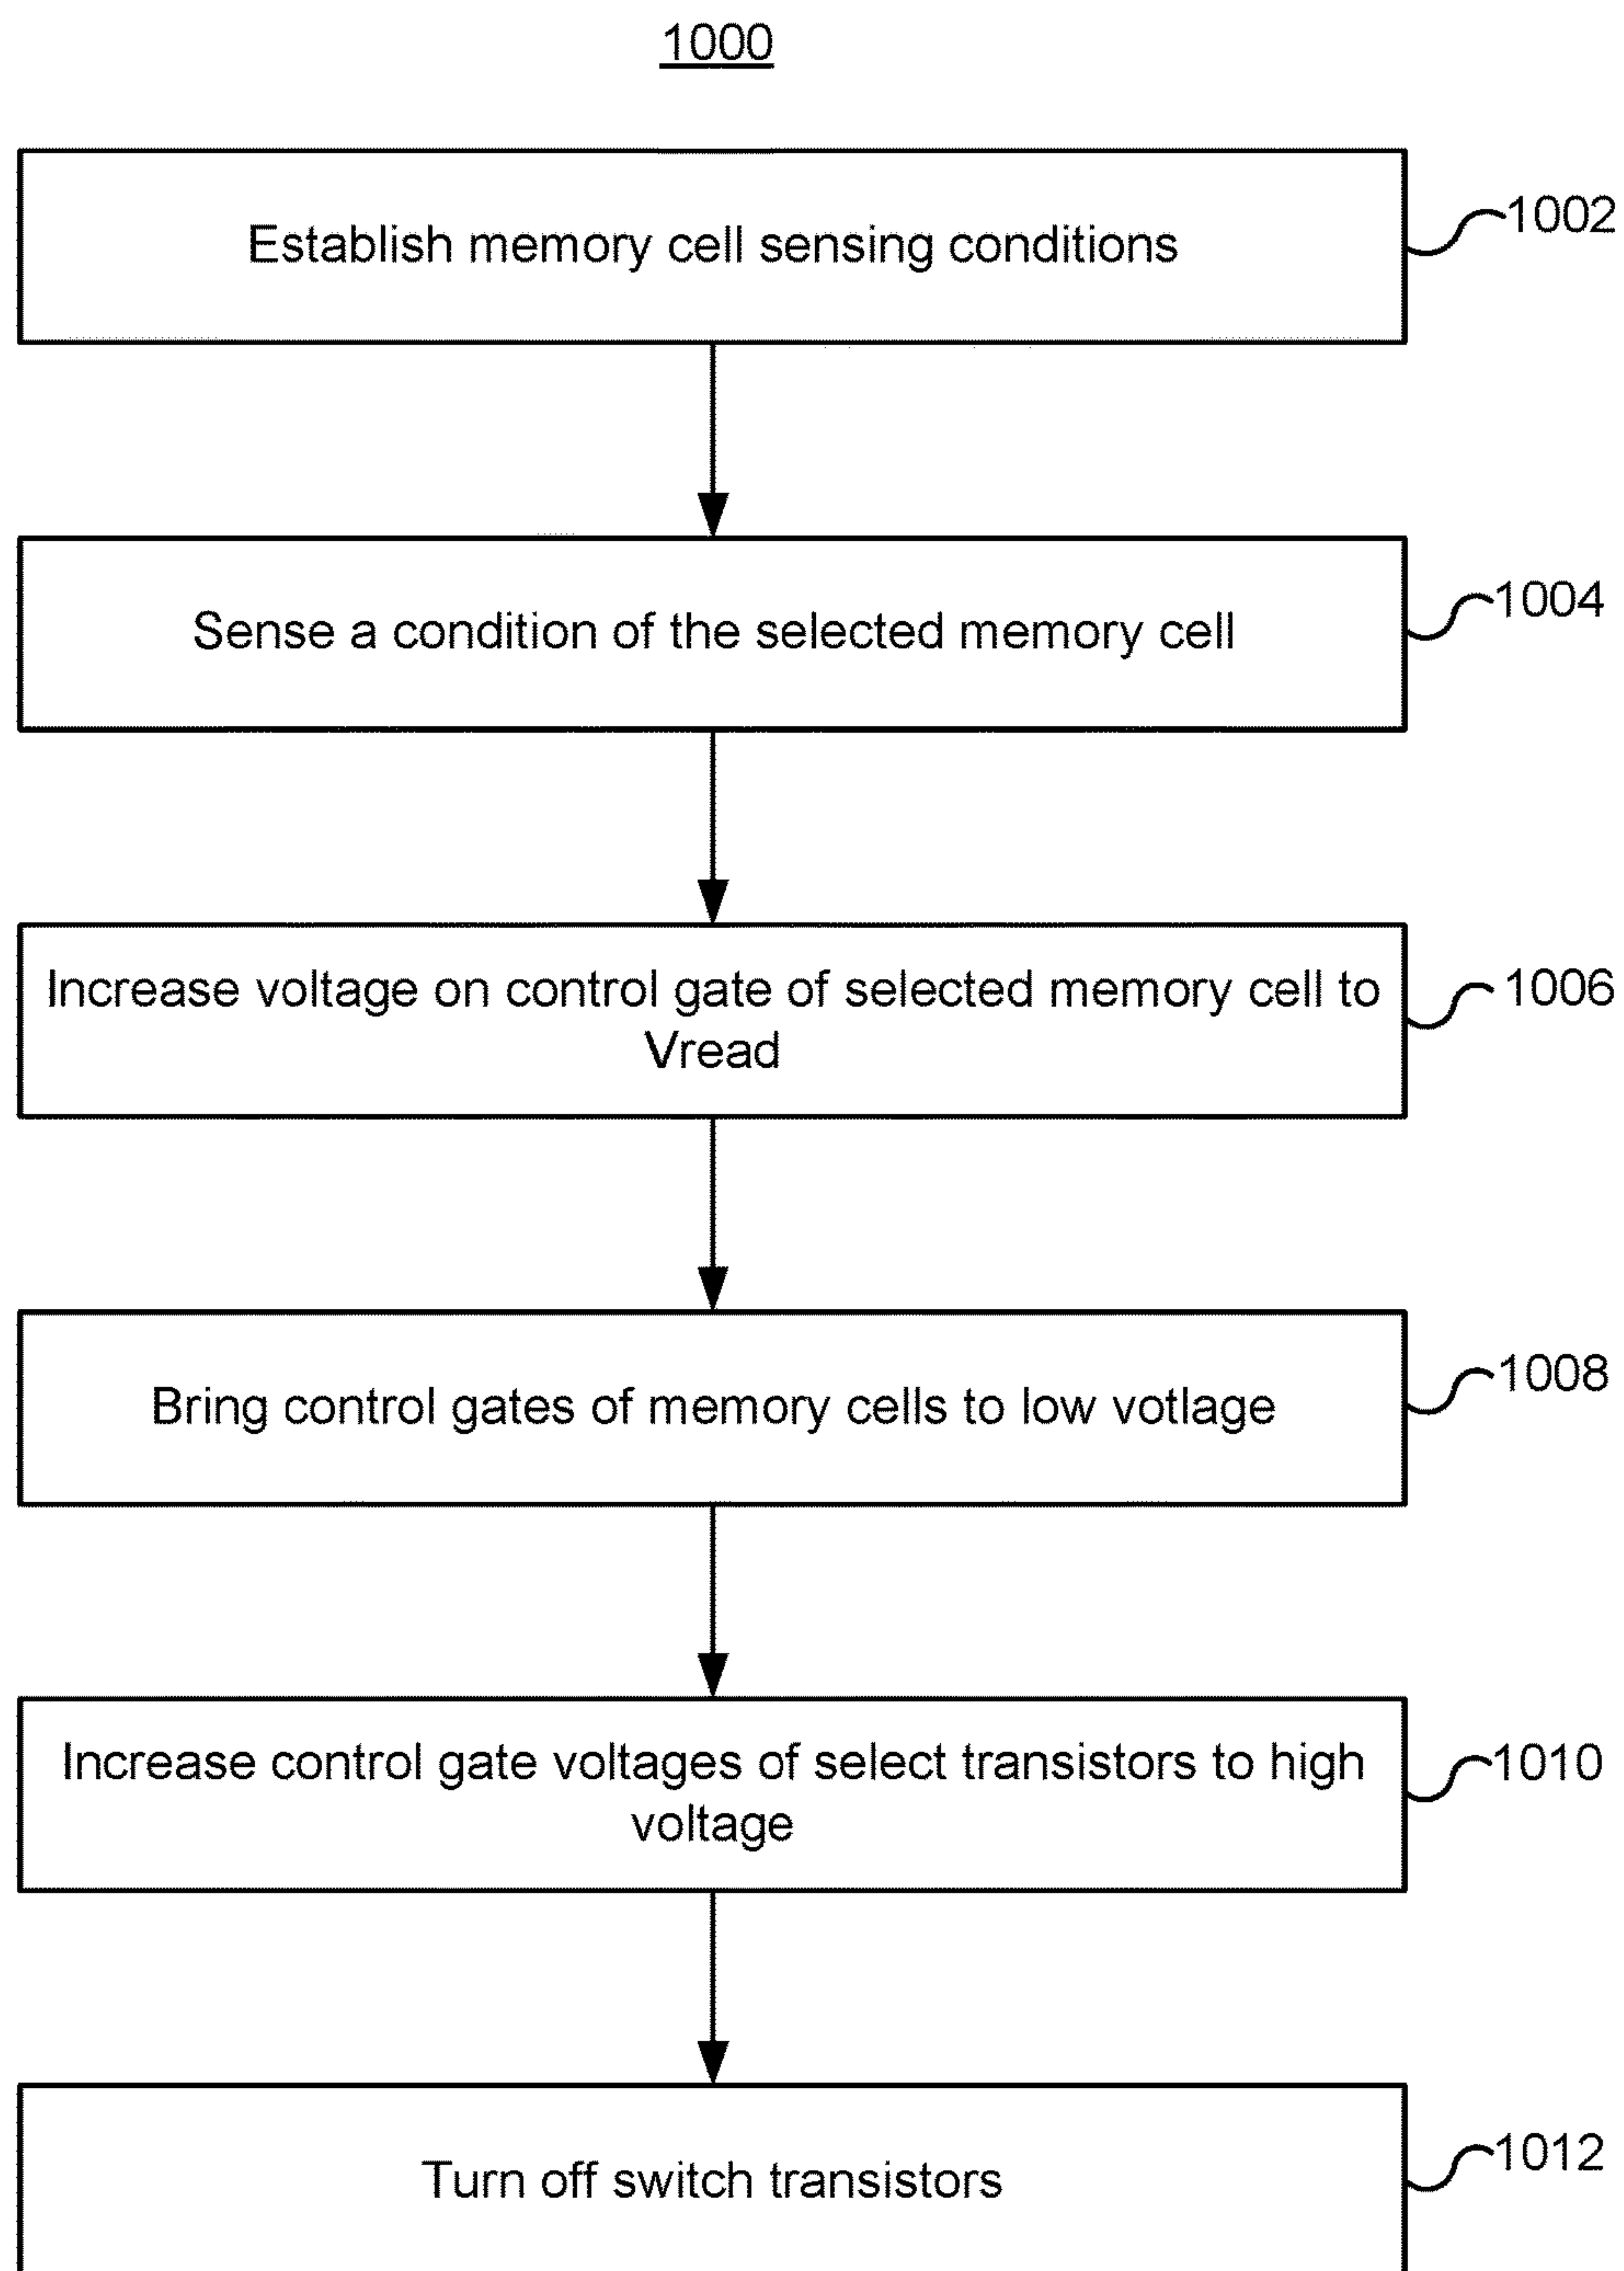 1000
Establish memory cell sensing conditions
1002
Sense a condition of the selected memory cell
1004
Increase voltage on control gate of selected memory cell to
Vread
1006
Bring control gates of memory cells to low votlage
1008
Increase control gate voltages of select transistors to high
voltage
1010
Turn off switch transistors
1012